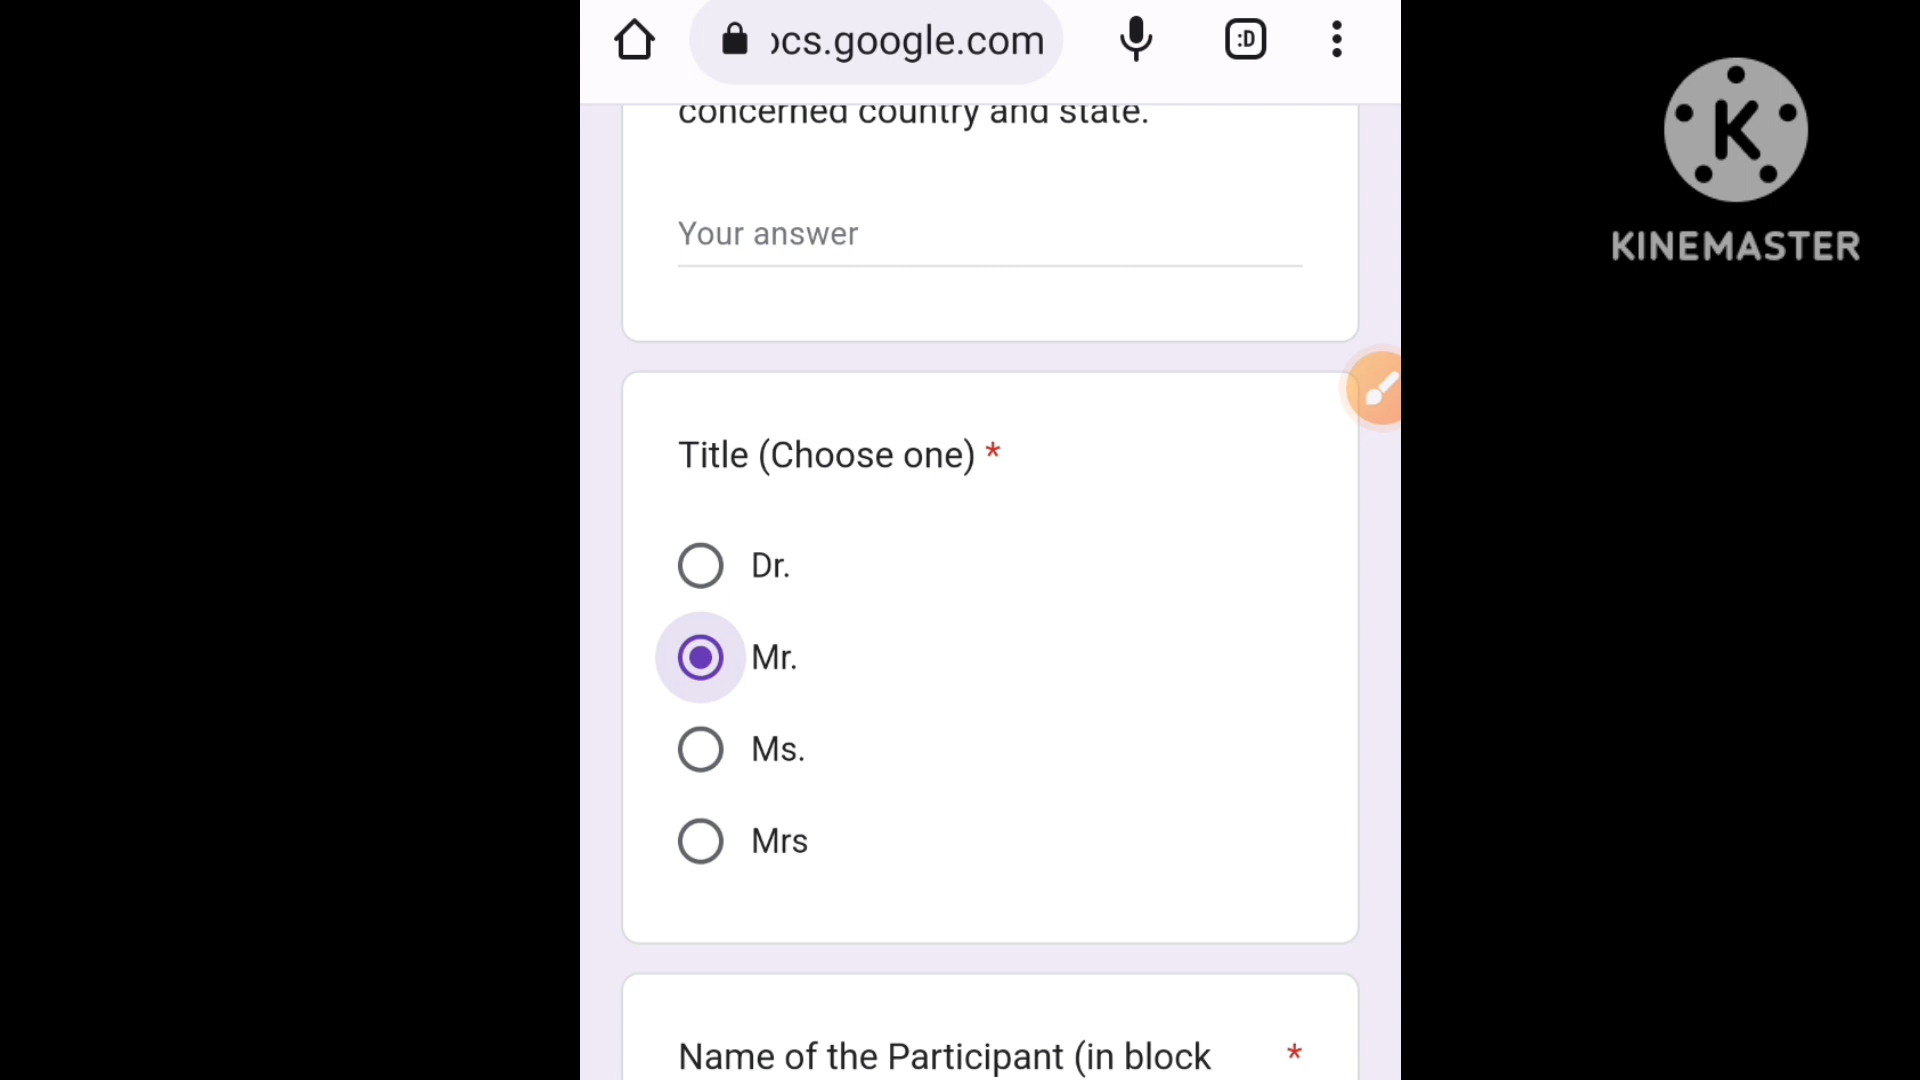 ocs.google.com
:D
concerned country and state.
Your answer
Title (Choose one) *
Dr.
Mr.
Ms.
Mrs
Name of the Participant (in block *
K
KINEMASTER